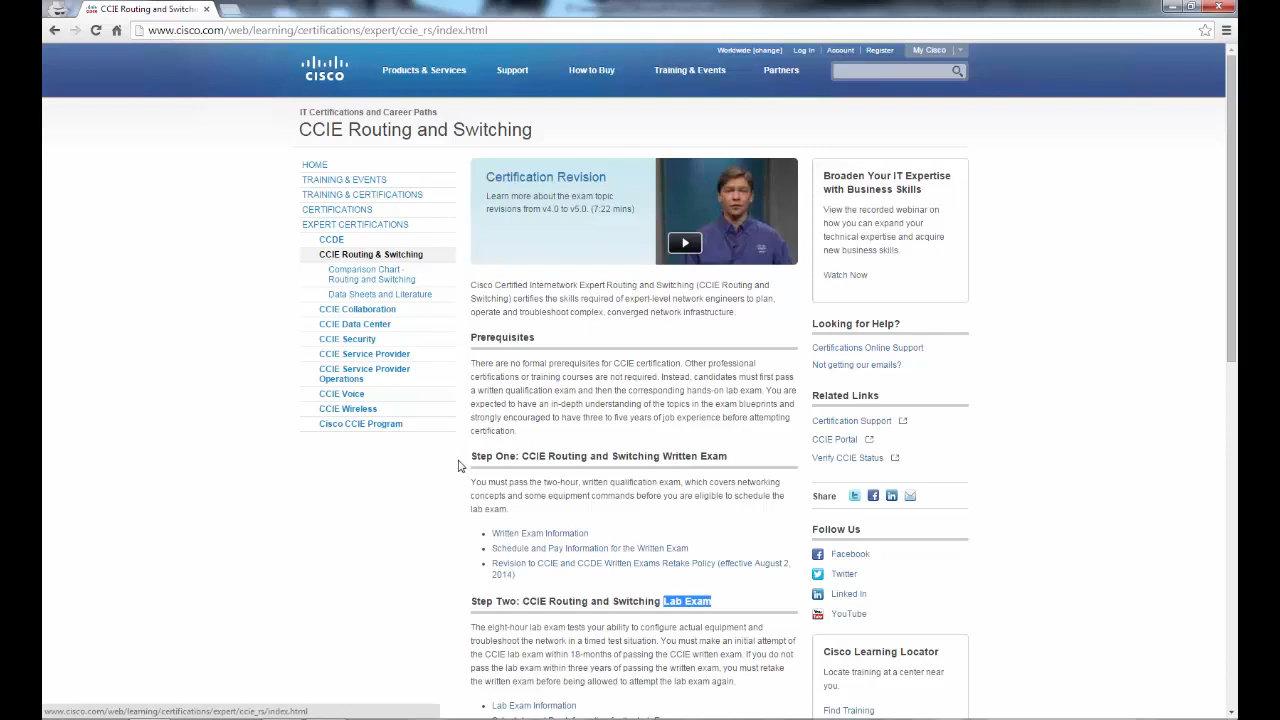 CCIE Routing and Switchin
www.cisco.com/web/learning/certifications/expert/ccie_rs/index.html
Worldwide [change] Log In Account Register My Cisco
CISCO
Products & Services Support How to Buy Training & Events Partners
IT Certifications and Career Paths
CCIE Routing and Switching
HOME
TRAINING & EVENTS
TRAINING & CERTIFICATIONS
CERTIFICATIONS
EXPERT CERTIFICATIONS
CCDE
CCIE Routing & Switching
Comparison Chart -
Routing and Switching
Data Sheets and Literature
CCIE Collaboration
CCIE Data Center
CCIE Security
CCIE Service Provider
CCIE Service Provider
Operations
CCIE Voice
CCIE Wireless
Cisco CCIE Program
Certification Revision
Learn more about the exam topic
revisions from v4.0 to v5.0. (7:22 mins)
Cisco Certified Internetwork Expert Routing and Switching (CCIE Routing and
Switching) certifies the skills required of expert-level network engineers to plan,
operate and troubleshoot complex, converged network infrastructure.
Prerequisites
There are no formal prerequisites for CCIE certification. Other professional
certifications or training courses are not required. Instead, candidates must first pass
a written qualification exam and then the corresponding hands-on lab exam. You are
expected to have an in-depth understanding of the topics in the exam blueprints and
strongly encouraged to have three to five years of job experience before attempting
certification.
Step One: CCIE Routing and Switching Written Exam
You must pass the two-hour, written qualification exam, which covers networking
concepts and some equipment commands before you are eligible to schedule the
lab exam.
• Written Exam Information
• Schedule and Pay Information for the Written Exam
• Revision to CCIE and CCDE Written Exams Retake Policy (effective August 2,
2014)
Step Two: CCIE Routing and Switching Lab Exam
The eight-hour lab exam tests your ability to configure actual equipment and
troubleshoot the network in a timed test situation. You must make an initial attempt of
the CCIE lab exam within 18-months of passing the CCIE written exam. If you do not
pass the lab exam within three years of passing the written exam, you must retake
the written exam before being allowed to attempt the lab exam again.
• Lab Exam Information
Broaden Your IT Expertise
with Business Skills
View the recorded webinar on
how you can expand your
technical expertise and acquire
new business skills.
Watch Now
Looking for Help?
Certifications Online Support
Not getting our emails?
Related Links
Certification Support
CCIE Portal
Verify CCIE Status
Share
Follow Us
Facebook
Twitter
Linked In
YouTube
Cisco Learning Locator
Locate training at a center near
you.
Find Training
www.cisco.com/web/learning/certifications/expert/ccie_rs/index.html